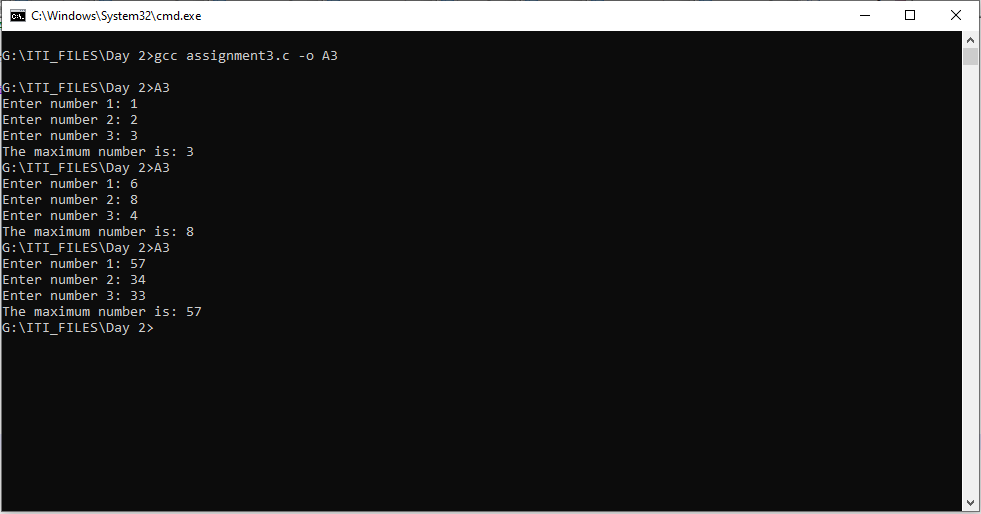 C:\Windows\System32\cmd.exe
G:\ITI_FILES\Day 2>gcc assignment3.c -o A3
G:\ITI_FILES\Day 2>A3
Enter number 1: 1
Enter number 2: 2
Enter number 3: 3
The maximum number is: 3
G:\ITI_FILES\Day 2>A3
Enter number 1: 6
Enter number 2: 8
Enter number 3: 4
The maximum number is: 8
G:\ITI_FILES\Day 2>A3
Enter number 1: 57
Enter number 2: 34
Enter number 3: 33
The maximum number is: 57
G:\ITI_FILES\Day 2>